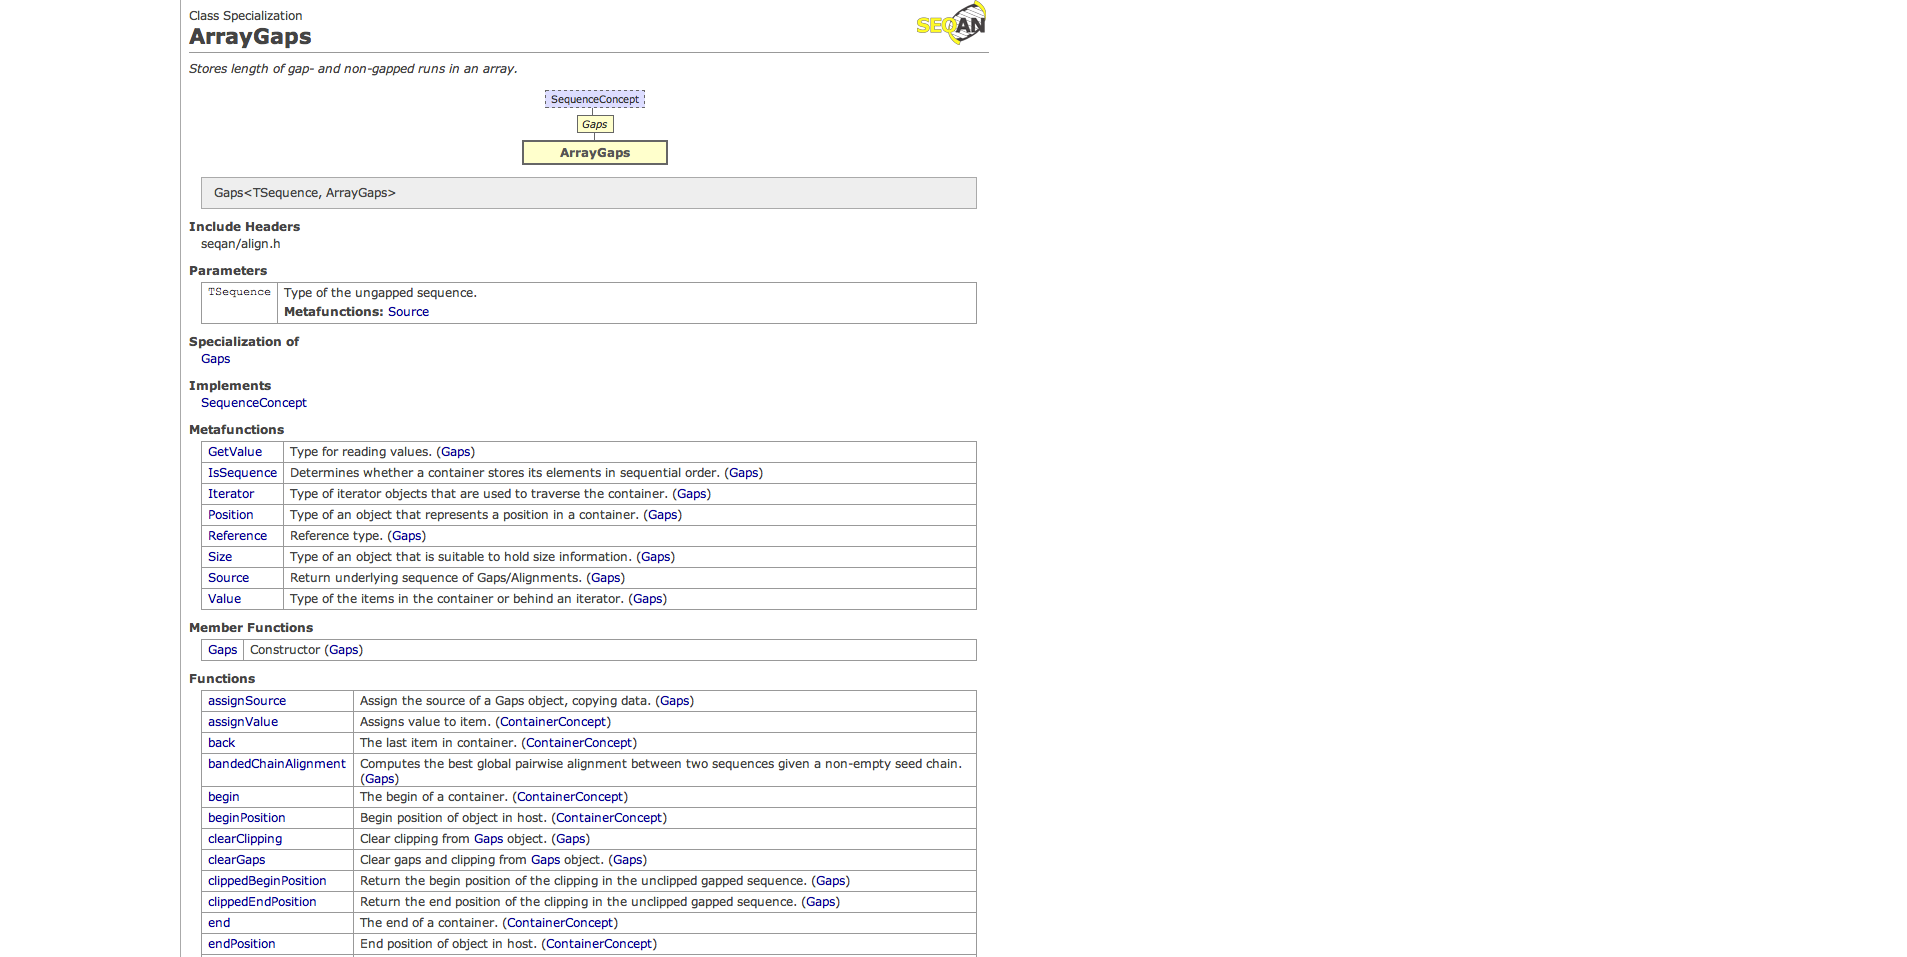 Class Specialization
ArrayGaps
SEQAN
Stores length of gap- and non-gapped runs in an array.
SequenceConcept
Gaps
ArrayGaps
Gaps<TSequence, ArrayGaps>
Include Headers
seqan/align.h
Parameters
TSequence Type of the ungapped sequence.
Metafunctions: Source
Specialization of
Gaps
Implements
SequenceConcept
Metafunctions
GetValue Type for reading values. (Gaps)
IsSequence Determines whether a container stores its elements in sequential order. (Gaps)
Iterator Type of iterator objects that are used to traverse the container. (Gaps)
Position Type of an object that represents a position in a container. (Gaps)
Reference Reference type. (Gaps)
Size Type of an object that is suitable to hold size information. (Gaps)
Source Return underlying sequence of Gaps/Alignments. (Gaps)
Value Type of the items in the container or behind an iterator. (Gaps)
Member Functions
Gaps Constructor (Gaps)
Functions
assignSource Assign the source of a Gaps object, copying data. (Gaps)
assignValue Assigns value to item. (ContainerConcept)
back The last item in container. (ContainerConcept)
bandedChainAlignment Computes the best global pairwise alignment between two sequences given a non-empty seed chain.
(Gaps)
begin The begin of a container. (ContainerConcept)
beginPosition Begin position of object in host. (ContainerConcept)
clearClipping Clear clipping from Gaps object. (Gaps)
clearGaps Clear gaps and clipping from Gaps object. (Gaps)
clippedBeginPosition Return the begin position of the clipping in the unclipped gapped sequence. (Gaps)
clippedEndPosition Return the end position of the clipping in the unclipped gapped sequence. (Gaps)
end The end of a container. (ContainerConcept)
endPosition End position of object in host. (ContainerConcept)